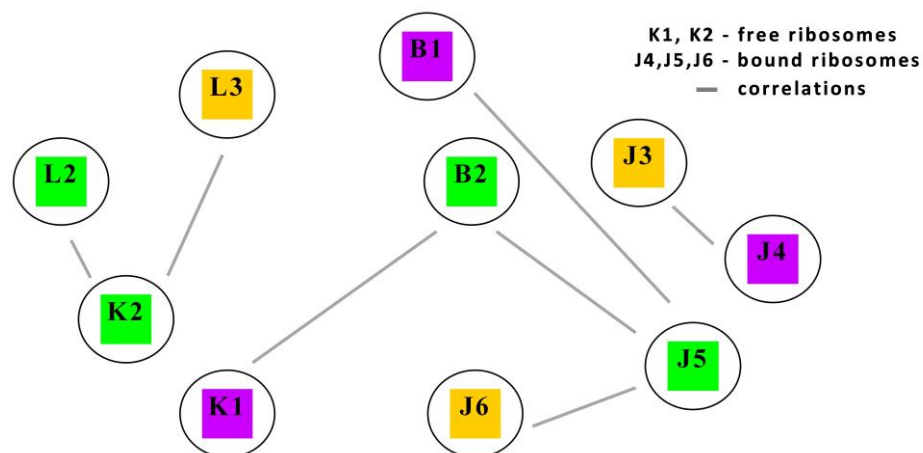 B1
K1, K2 - free ribosomes
J4,J5,J6 - bound ribosomes
correlations
L3
J3
L2
B2
J4
K2
J5
K1
J6